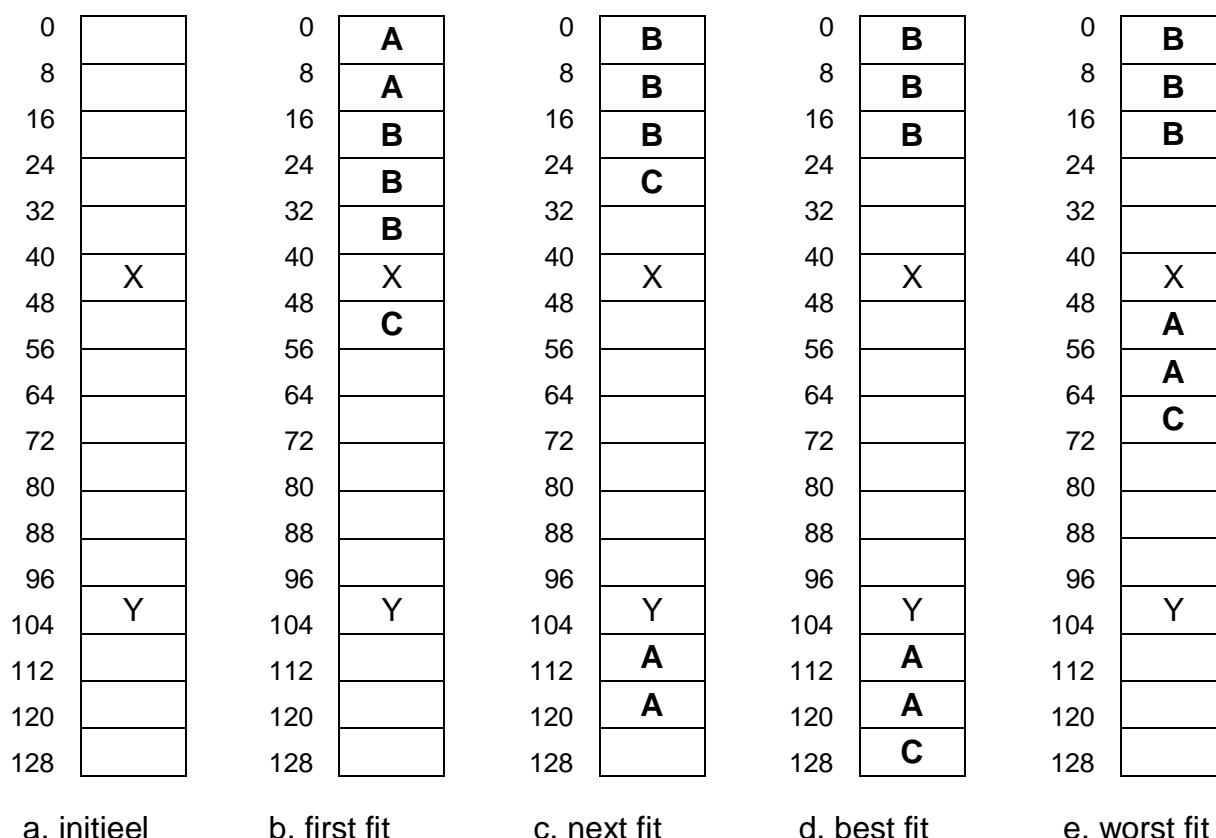 0 0 A 0 B 0 B 0 B
8 8 A 8 B 8 B 8 B
16 16 B 16 B 16 B 16 B
24 24 B 24 C 24 24
32 32 B 32 32 32
40 X 40 X 40 X 40 X 40 X
48 48 C 48 48 48 A
56 56 56 56 56 A
64 64 64 64 64 C
72 72 72 72 72
80 80 80 80 80
88 88 88 88 88
96 Y 96 Y 96 Y 96 Y 96 Y
104 104 104 A 104 A 104
112 112 112 A 112 A 112
120 120 120 120 C 120
128 128 128 128 128
a. initieel b. first fit c. next fit d. best fit e. worst fit